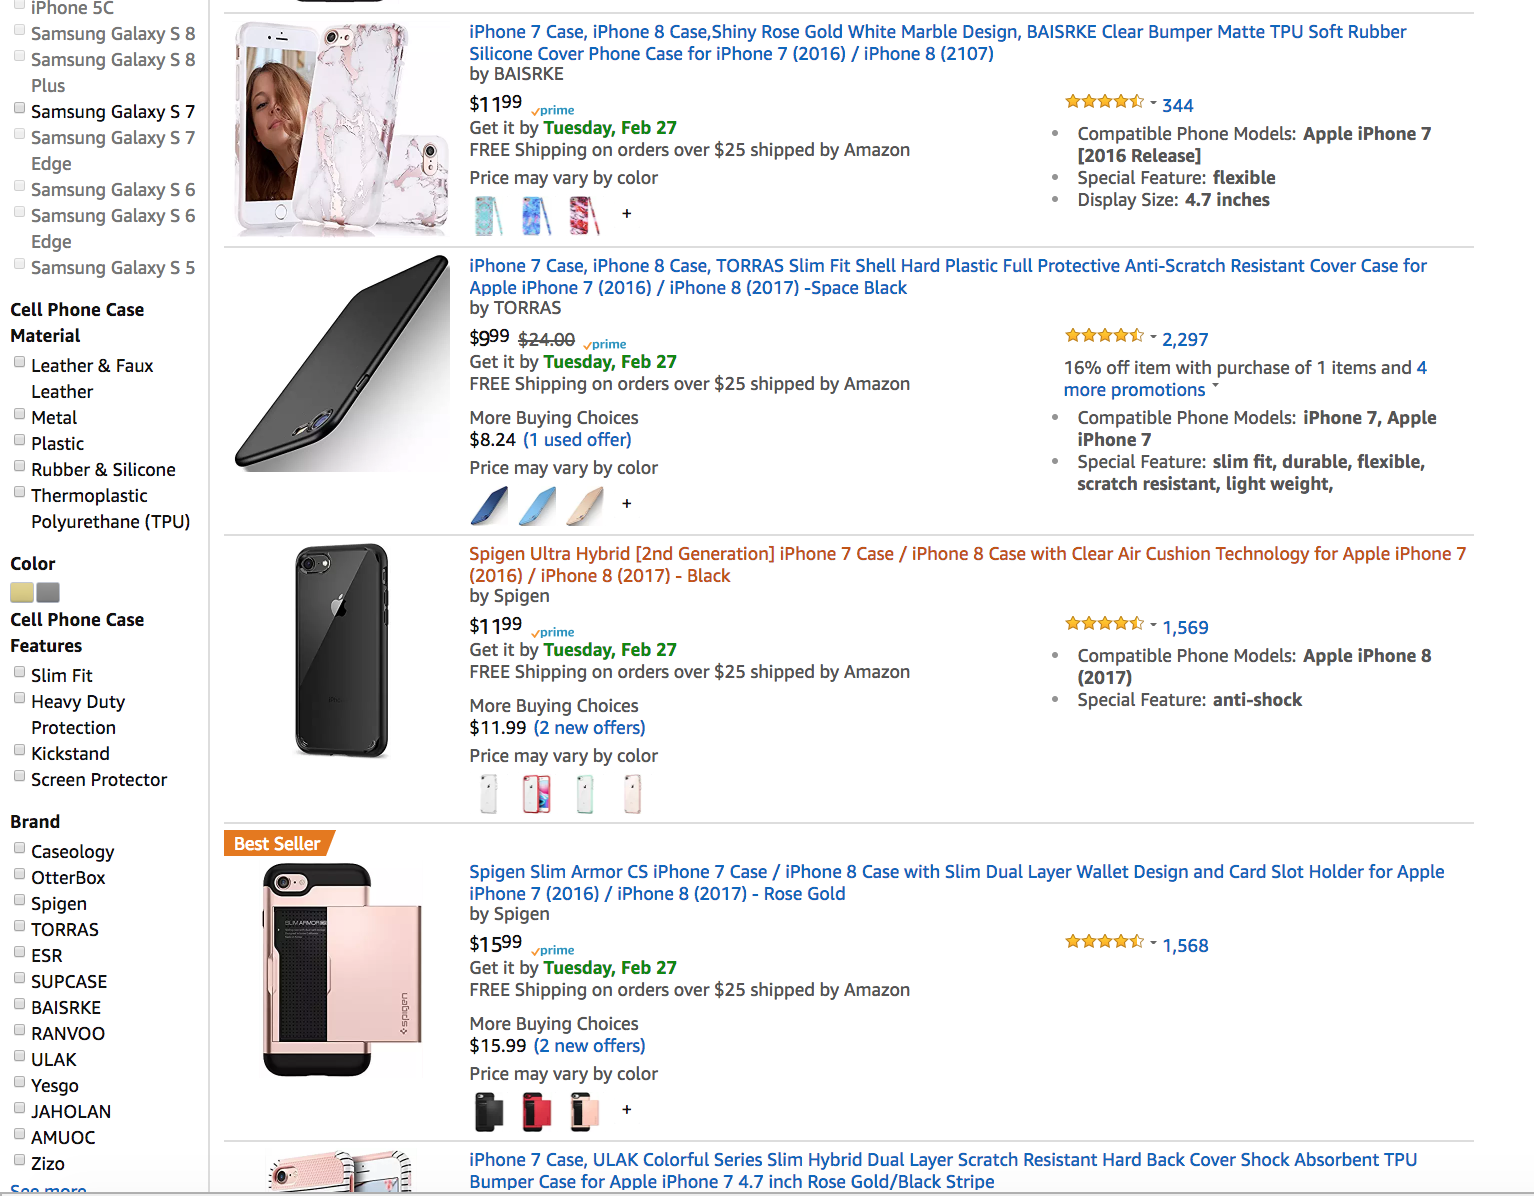 iPhone 5C
Samsung Galaxy S 8
Samsung Galaxy S 8
Plus
Samsung Galaxy S 7
Samsung Galaxy S 7
Edge
Samsung Galaxy S 6
Samsung Galaxy S 6
Edge
Samsung Galaxy S 5
Cell Phone Case
Material
Leather & Faux
Leather
Metal
Plastic
Rubber & Silicone
Thermoplastic
Polyurethane (TPU)
Color
Cell Phone Case
Features
Slim Fit
Heavy Duty
Protection
Kickstand
Screen Protector
Brand
Caseology
OtterBox
Spigen
TORRAS
ESR
SUPCASE
BAISRKE
RANVOO
ULAK
Yesgo
JAHOLAN
AMUOC
Zizo
See more
iPhone 7 Case, iPhone 8 Case,Shiny Rose Gold White Marble Design, BAISRKE Clear Bumper Matte TPU Soft Rubber
Silicone Cover Phone Case for iPhone 7 (2016) / iPhone 8 (2107)
by BAISRKE
$11.99 prime
Get it by Tuesday, Feb 27
FREE Shipping on orders over $25 shipped by Amazon
Price may vary by color
+
344
• Compatible Phone Models: Apple iPhone 7
[2016 Release]
• Special Feature: flexible
• Display Size: 4.7 inches
iPhone 7 Case, iPhone 8 Case, TORRAS Slim Fit Shell Hard Plastic Full Protective Anti-Scratch Resistant Cover Case for
Apple iPhone 7 (2016) / iPhone 8 (2017) -Space Black
by TORRAS
$9.99 $24.00 prime
Get it by Tuesday, Feb 27
FREE Shipping on orders over $25 shipped by Amazon
More Buying Choices
$8.24 (1 used offer)
Price may vary by color
+
2,297
16% off item with purchase of 1 items and 4
more promotions
• Compatible Phone Models: iPhone 7, Apple
iPhone 7
• Special Feature: slim fit, durable, flexible,
scratch resistant, light weight,
Spigen Ultra Hybrid [2nd Generation] iPhone 7 Case / iPhone 8 Case with Clear Air Cushion Technology for Apple iPhone 7
(2016) / iPhone 8 (2017) - Black
by Spigen
$11.99 prime
Get it by Tuesday, Feb 27
FREE Shipping on orders over $25 shipped by Amazon
More Buying Choices
$11.99 (2 new offers)
Price may vary by color
1,569
• Compatible Phone Models: Apple iPhone 8
(2017)
• Special Feature: anti-shock
Best Seller
SLIM ARMOR CS
spigen
Spigen Slim Armor CS iPhone 7 Case / iPhone 8 Case with Slim Dual Layer Wallet Design and Card Slot Holder for Apple
iPhone 7 (2016) / iPhone 8 (2017) - Rose Gold
by Spigen
$15.99 prime
Get it by Tuesday, Feb 27
FREE Shipping on orders over $25 shipped by Amazon
More Buying Choices
$15.99 (2 new offers)
Price may vary by color
+
1,568
iPhone 7 Case, ULAK Colorful Series Slim Hybrid Dual Layer Scratch Resistant Hard Back Cover Shock Absorbent TPU
Bumper Case for Apple iPhone 7 4.7 inch Rose Gold/Black Stripe